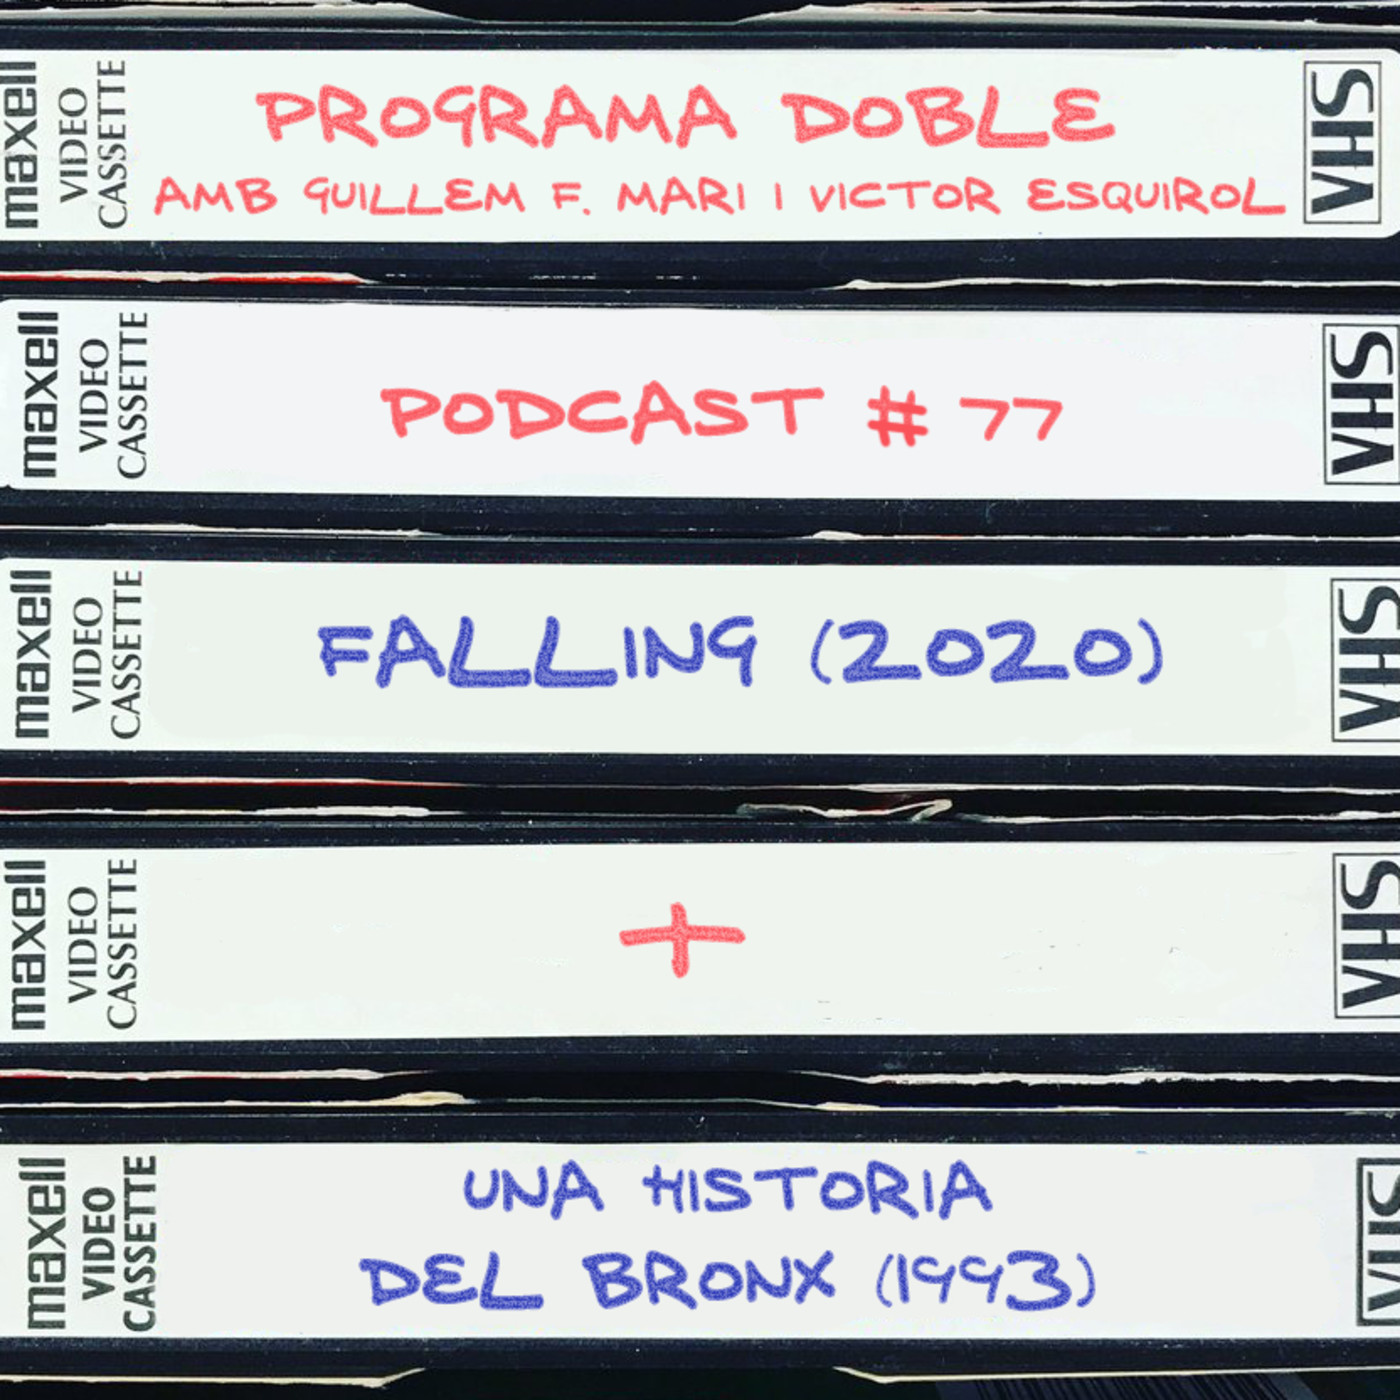 maxell
VIDEO
CASSETTE
PROGRAMA DOBLE
AMB GUILLEM F. MARI I VICTOR ESQUIROL
VHS
maxell
VIDEO
CASSETTE
PODCAST # 77
VHS
maxell
VIDEO
CASSETTE
FALLING (2020)
VHS
maxell
VIDEO
CASSETTE
+
VHS
maxell
VIDEO
CASSETTE
UNA HISTORIA
DEL BRONX (1993)
VHS